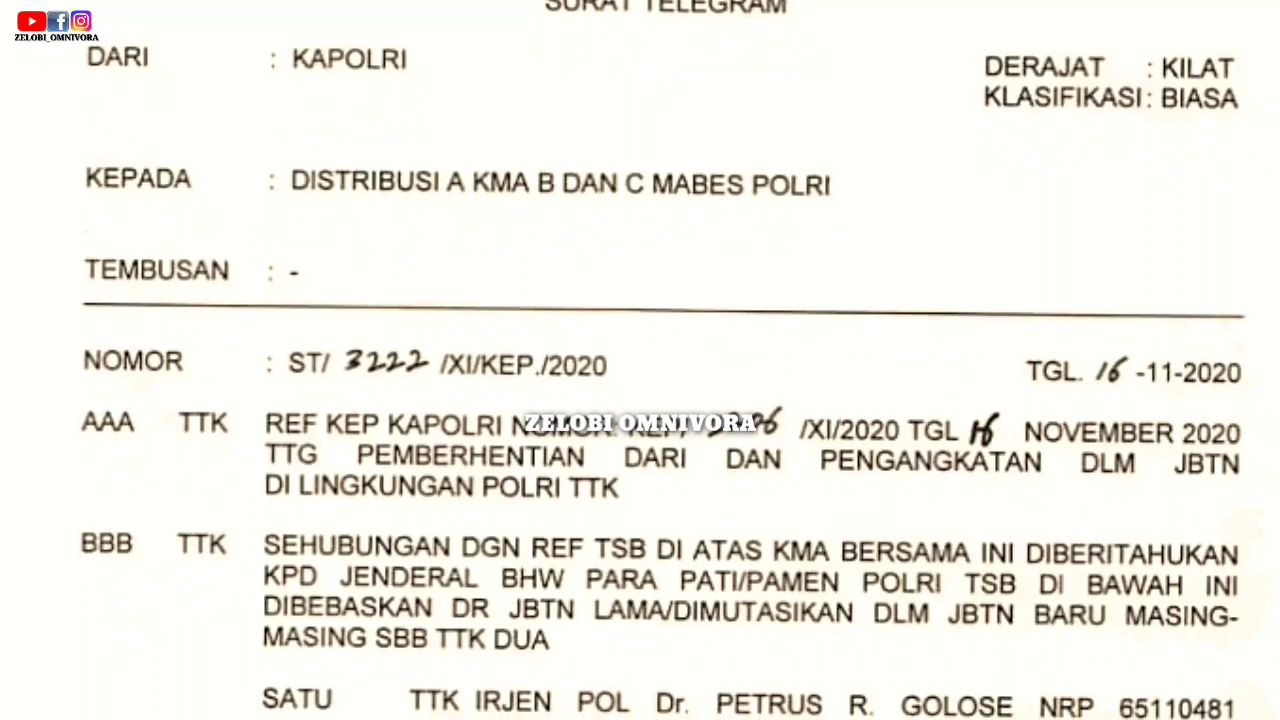 SURAT TELEGRAM
ZELOBI_OMNIVORA
DARI : KAPOLRI
DERAJAT : KILAT
KLASIFIKASI : BIASA
KEPADA : DISTRIBUSI A KMA B DAN C MABES POLRI
TEMBUSAN : -
NOMOR : ST/ 3222 /XI/KEP./2020 TGL. 16 -11-2020
AAA TTK REF KEP KAPOLRI /XI/2020 TGL 16 NOVEMBER 2020
ZELOBI OMNIVORA
TTG PEMBERHENTIAN DARI DAN PENGANGKATAN DLM JBTN
DI LINGKUNGAN POLRI TTK
BBB TTK SEHUBUNGAN DGN REF TSB DI ATAS KMA BERSAMA INI DIBERITAHUKAN
KPD JENDERAL BHW PARA PATI/PAMEN POLRI TSB DI BAWAH INI
DIBEBASKAN DR JBTN LAMA/DIMUTASIKAN DLM JBTN BARU MASING-
MASING SBB TTK DUA
SATU TTK IRJEN POL Dr. PETRUS R. GOLOSE NRP 65110481